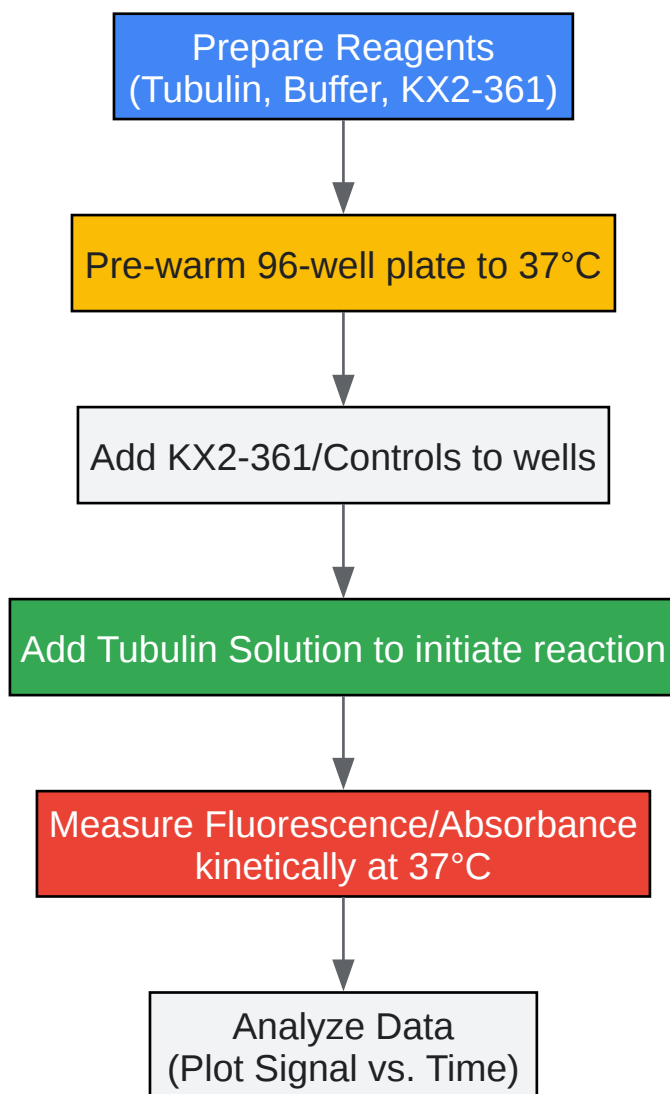 Prepare Reagents
(Tubulin, Buffer, KX2-361)
Pre-warm 96-well plate to 37°C
Add KX2-361/Controls to wells
Add Tubulin Solution to initiate reaction
Measure Fluorescence/Absorbance
kinetically at 37°C
Analyze Data
(Plot Signal vs. Time)